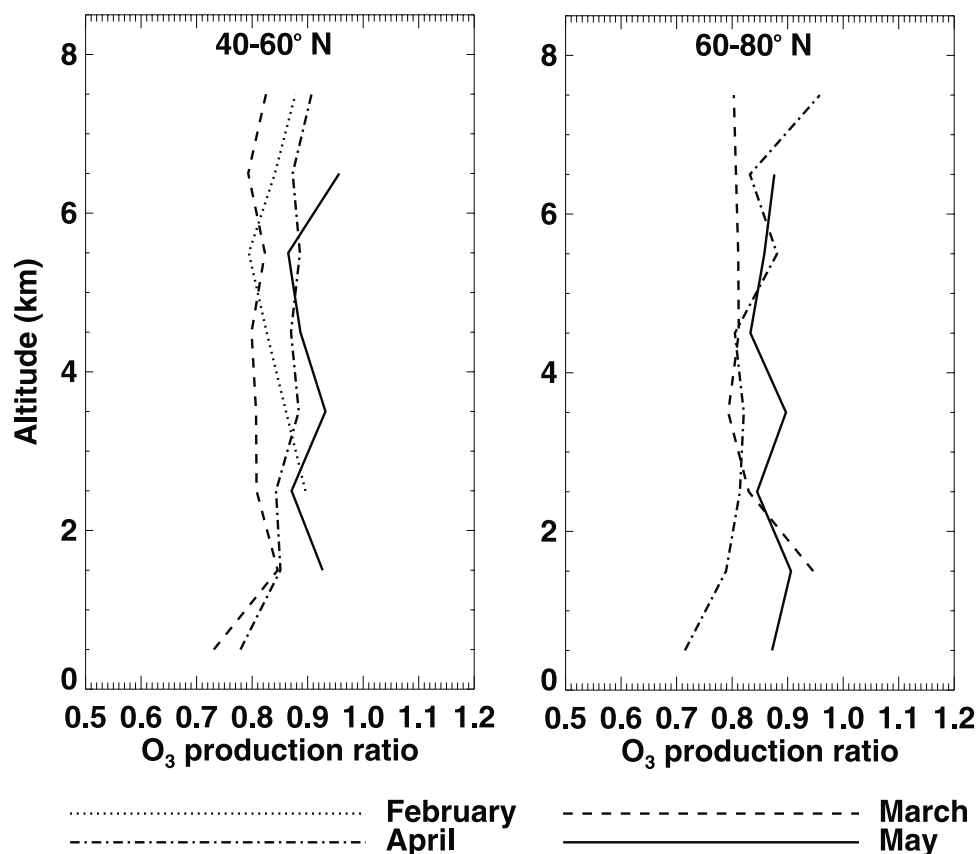 40-60° N
60-80° N
8
6
4
2
0
Altitude (km)
0.5 0.6 0.7 0.8 0.9 1.0 1.1 1.2
O₃ production ratio
8
6
4
2
0
0.5 0.6 0.7 0.8 0.9 1.0 1.1 1.2
O₃ production ratio
February
March
April
May